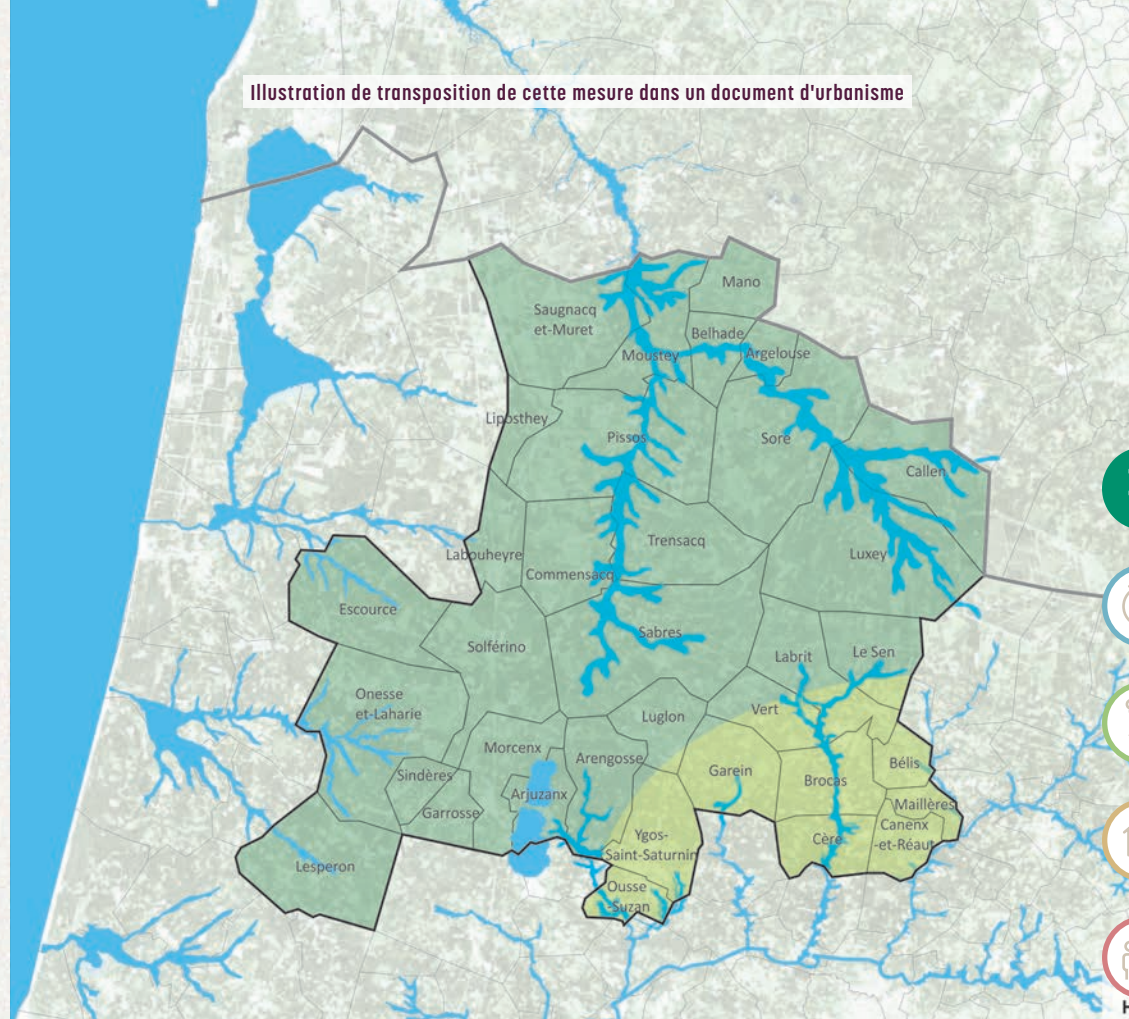 Illustration de transposition de cette mesure dans un document d'urbanisme
Mano
Saugnacq
et-Muret
Belhade
Moustey
Argelouse
Liposthey
Pissos
Sore
Callen
Trensacq
Labouheyre
Luxey
Commensacq
Escource
Sabres
Solférino
Le Sen
Labrit
Onesse
et-Laharie
Vert
Luglon
Morcenx
Arengosse
Bélis
Garein
Sindères
Brocas
Arjuzanx
Maillères
Garrosse
Canenx
-et-Réaut
Ygos-
Saint-Saturnin
Cère
Lesperon
Ousse
-Suzan
H